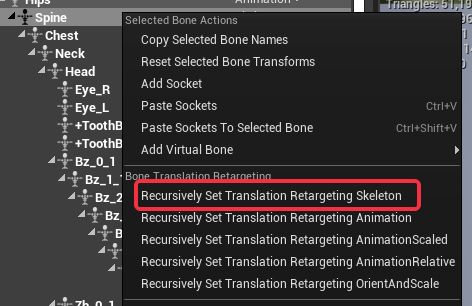 Hips
Animation
Triangles: 51,19
Spine
Selected Bone Actions
Chest
Copy Selected Bone Names
Neck
Reset Selected Bone Transforms
Head
Add Socket
Eye_R
Paste Sockets Ctrl+V
Eye_L
Paste Sockets To Selected Bone Ctrl+Shift+V
+ToothB
+ToothB
Add Virtual Bone
Bz_0_1
Bone Translation Retargeting
Bz_1_
Recursively Set Translation Retargeting Skeleton
Bz_2
Recursively Set Translation Retargeting Animation
Bz_
Recursively Set Translation Retargeting AnimationScaled
B
Recursively Set Translation Retargeting AnimationRelative
Recursively Set Translation Retargeting OrientAndScale
Zb_0_1